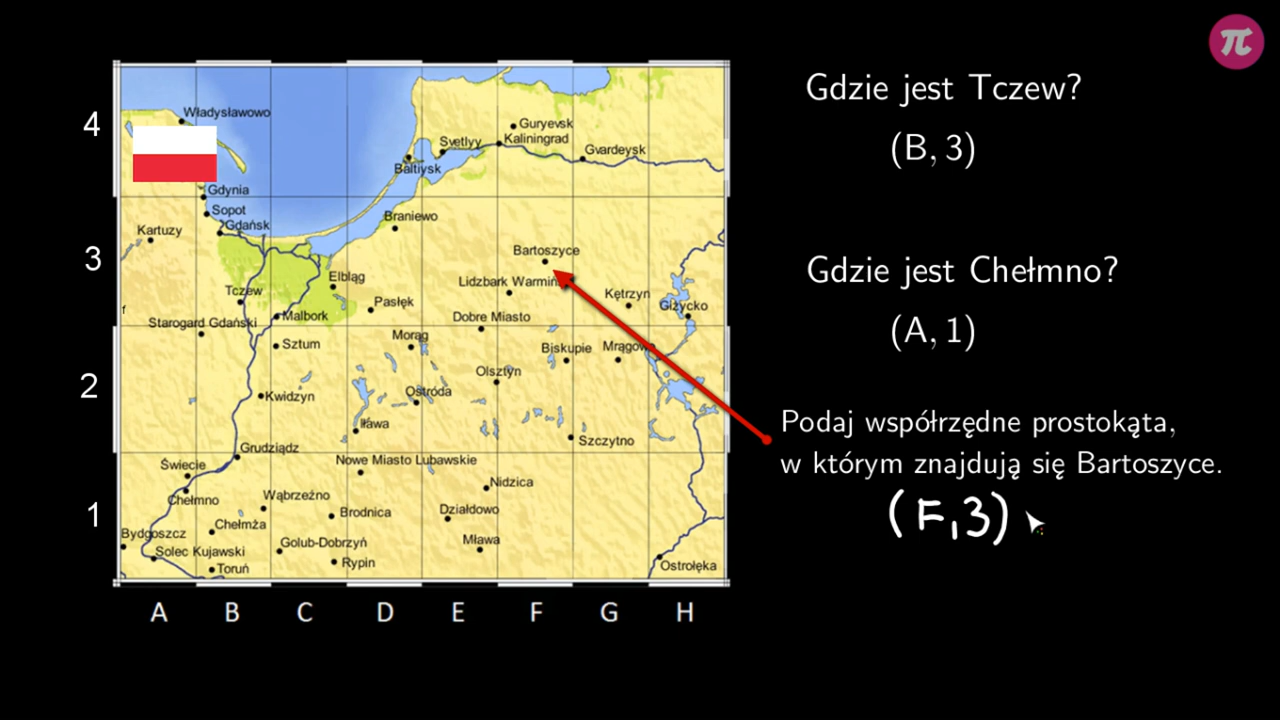 π
Gdzie jest Tczew?
(B, 3)
Gdzie jest Chełmno?
(A, 1)
Podaj współrzędne prostokąta,
w którym znajdują się Bartoszyce.
(F,3)
4
3
2
1
A B C D E F G H
Władysławowo
Guryevsk
Kaliningrad
Svetlyy
Gvardeysk
Baltiysk
Gdynia
Sopot
Gdańsk
Kartuzy
Braniewo
Bartoszyce
Elbląg
Lidzbark Warmińs
Tczew
Pasłęk
Kętrzyn
Giżycko
f
Starogard Gdański
Malbork
Dobre Miasto
Sztum
Morąg
Biskupie
Mrągowo
Olsztyn
Kwidzyn
Ostróda
Iława
Szczytno
Grudziądz
Świecie
Nowe Miasto Lubawskie
Nidzica
Chełmno
Wąbrzeźno
Brodnica
Działdowo
Chełmża
Bydgoszcz
Golub-Dobrzyń
Mława
Solec Kujawski
Rypin
Toruń
Ostrołęka